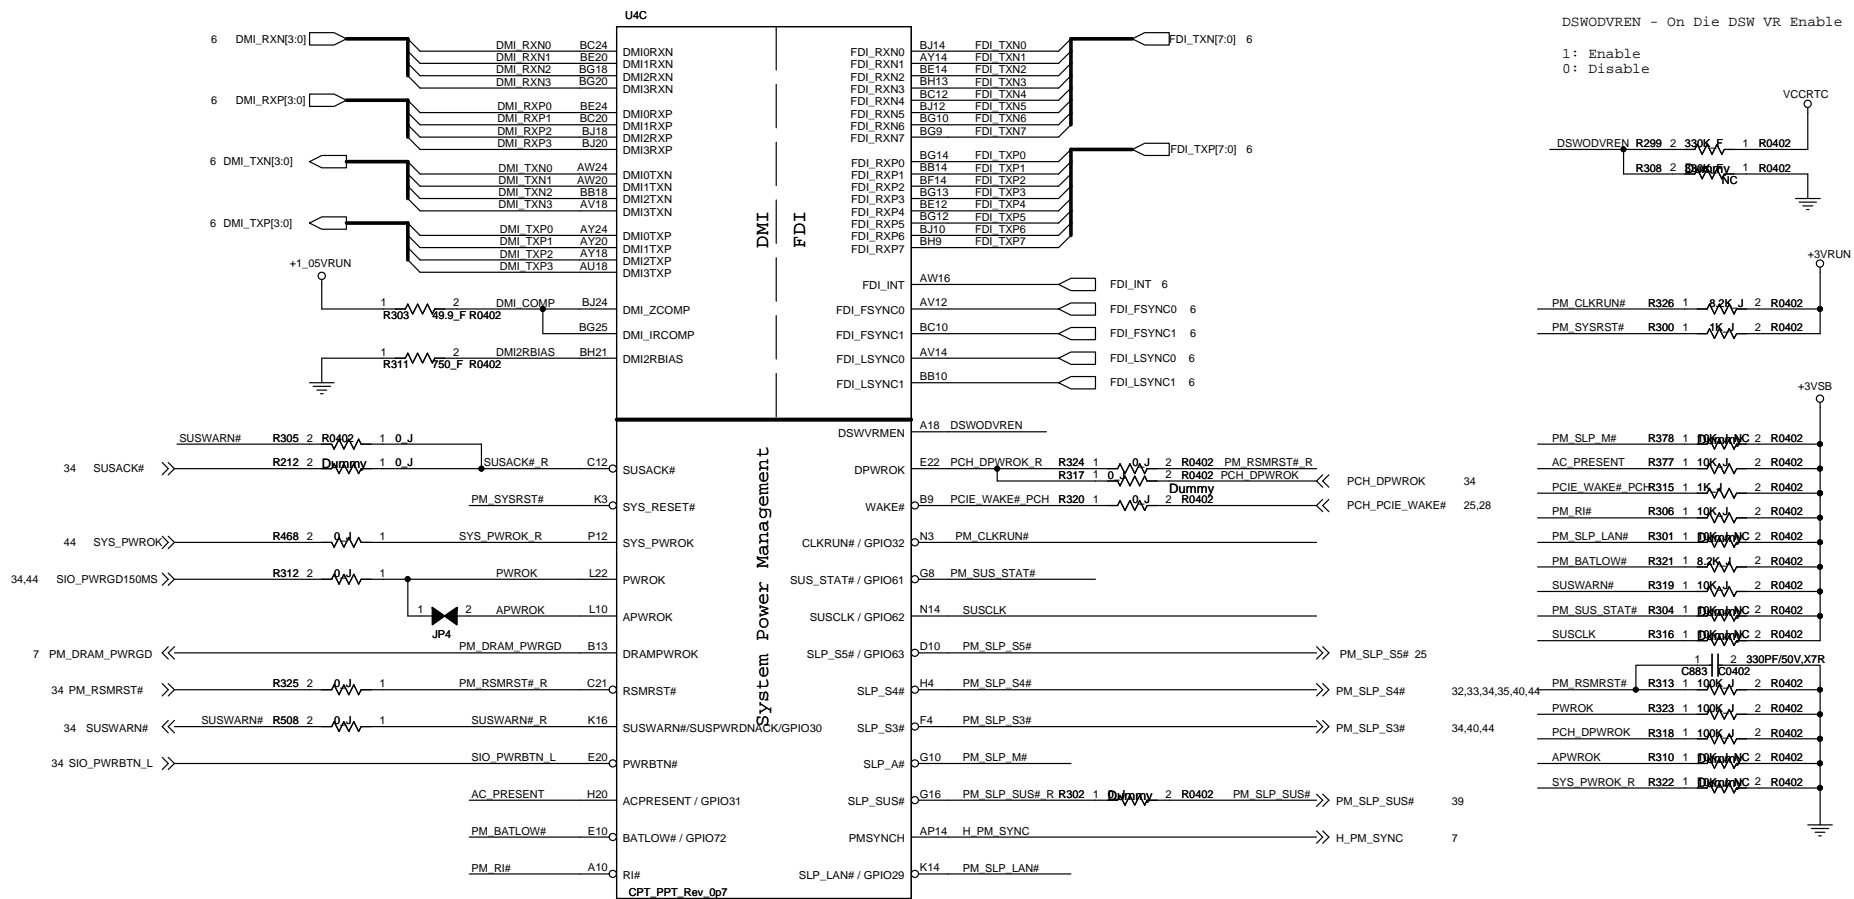 U4C
DSWODVREN - On Die DSW VR Enable
1: Enable
0: Disable
6 DMI_RXN[3:0]
DMI_RXN0 BC24 DMI0RXN
DMI_RXN1 BE20 DMI1RXN
DMI_RXN2 BG18 DMI2RXN
DMI_RXN3 BG20 DMI3RXN
6 DMI_RXP[3:0]
DMI_RXP0 BE24 DMI0RXP
DMI_RXP1 BC20 DMI1RXP
DMI_RXP2 BJ18 DMI2RXP
DMI_RXP3 BJ20 DMI3RXP
6 DMI_TXN[3:0]
DMI_TXN0 AW24 DMI0TXN
DMI_TXN1 AW20 DMI1TXN
DMI_TXN2 BB18 DMI2TXN
DMI_TXN3 AV18 DMI3TXN
6 DMI_TXP[3:0]
DMI_TXP0 AY24 DMI0TXP
DMI_TXP1 AY20 DMI1TXP
DMI_TXP2 AY18 DMI2TXP
DMI_TXP3 AU18 DMI3TXP
+1_05VRUN
1 2 DMI_COMP BJ24 DMI_ZCOMP
R303 49.9_F R0402
BG25 DMI_IRCOMP
1 2 DMI2RBIAS BH21 DMI2RBIAS
R311 750_F R0402
DMI
FDI
FDI_RXN0 BJ14 FDI_TXN0
FDI_RXN1 AY14 FDI_TXN1
FDI_RXN2 BE14 FDI_TXN2
FDI_RXN3 BH13 FDI_TXN3
FDI_RXN4 BC12 FDI_TXN4
FDI_RXN5 BJ12 FDI_TXN5
FDI_RXN6 BG10 FDI_TXN6
FDI_RXN7 BG9 FDI_TXN7
FDI_TXN[7:0] 6
FDI_RXP0 BG14 FDI_TXP0
FDI_RXP1 BB14 FDI_TXP1
FDI_RXP2 BF14 FDI_TXP2
FDI_RXP3 BG13 FDI_TXP3
FDI_RXP4 BE12 FDI_TXP4
FDI_RXP5 BG12 FDI_TXP5
FDI_RXP6 BJ10 FDI_TXP6
FDI_RXP7 BH9 FDI_TXP7
FDI_TXP[7:0] 6
FDI_INT AW16 FDI_INT 6
FDI_FSYNC0 AV12 FDI_FSYNC0 6
FDI_FSYNC1 BC10 FDI_FSYNC1 6
FDI_LSYNC0 AV14 FDI_LSYNC0 6
FDI_LSYNC1 BB10 FDI_LSYNC1 6
VCCRTC
DSWODVREN R299 2 330K_F 1 R0402
R308 2 Dummy 1 R0402
NC
+3VRUN
PM_CLKRUN# R326 1 8.2K_J 2 R0402
PM_SYSRST# R300 1 1K_J 2 R0402
+3VSB
SUSWARN# R305 2 R0402 1 0_J
34 SUSACK# R212 2 Dummy 1 0_J SUSACK#_R C12 SUSACK#
PM_SYSRST# K3 SYS_RESET#
44 SYS_PWROK R468 2 0_J 1 SYS_PWROK_R P12 SYS_PWROK
34,44 SIO_PWRGD150MS R312 2 0_J 1 PWROK L22 PWROK
1 2 APWROK L10 APWROK
JP4
7 PM_DRAM_PWRGD PM_DRAM_PWRGD B13 DRAMPWROK
34 PM_RSMRST# R325 2 0_J 1 PM_RSMRST#_R C21 RSMRST#
34 SUSWARN# SUSWARN# R508 2 0_J 1 SUSWARN#_R K16 SUSWARN#/SUSPWRDNACK/GPIO30
34 SIO_PWRBTN_L SIO_PWRBTN_L E20 PWRBTN#
AC_PRESENT H20 ACPRESENT / GPIO31
PM_BATLOW# E10 BATLOW# / GPIO72
PM_RI# A10 RI#
CPT_PPT_Rev_0p7
System Power Management
DSWVRMEN A18 DSWODVREN
DPWROK E22 PCH_DPWROK_R R324 1 0_J 2 R0402 PM_RSMRST#_R
R317 1 0_J 2 R0402 PCH_DPWROK PCH_DPWROK 34
Dummy
WAKE# B9 PCIE_WAKE#_PCH R320 1 0_J 2 R0402 PCH_PCIE_WAKE# 25,28
CLKRUN# / GPIO32 N3 PM_CLKRUN#
SUS_STAT# / GPIO61 G8 PM_SUS_STAT#
SUSCLK / GPIO62 N14 SUSCLK
SLP_S5# / GPIO63 D10 PM_SLP_S5# PM_SLP_S5# 25
SLP_S4# H4 PM_SLP_S4# PM_SLP_S4# 32,33,34,35,40,44
SLP_S3# F4 PM_SLP_S3# PM_SLP_S3# 34,40,44
SLP_A# G10 PM_SLP_M#
SLP_SUS# G16 PM_SLP_SUS#_R R302 1 Dummy 2 R0402 PM_SLP_SUS# PM_SLP_SUS# 39
PMSYNCH AP14 H_PM_SYNC H_PM_SYNC 7
SLP_LAN# / GPIO29 K14 PM_SLP_LAN#
PM_SLP_M# R378 1 NC 2 R0402
AC_PRESENT R377 1 10K_J 2 R0402
PCIE_WAKE#_PCH R315 1 1K_J 2 R0402
PM_RI# R306 1 10K_J 2 R0402
PM_SLP_LAN# R301 1 NC 2 R0402
PM_BATLOW# R321 1 8.2K_J 2 R0402
SUSWARN# R319 1 10K_J 2 R0402
PM_SUS_STAT# R304 1 NC 2 R0402
SUSCLK R316 1 NC 2 R0402
1 2 330PF/50V,X7R
C883 C0402
PM_RSMRST# R313 1 100K_J 2 R0402
PWROK R323 1 100K_J 2 R0402
PCH_DPWROK R318 1 100K_J 2 R0402
APWROK R310 1 NC 2 R0402
SYS_PWROK_R R322 1 NC 2 R0402